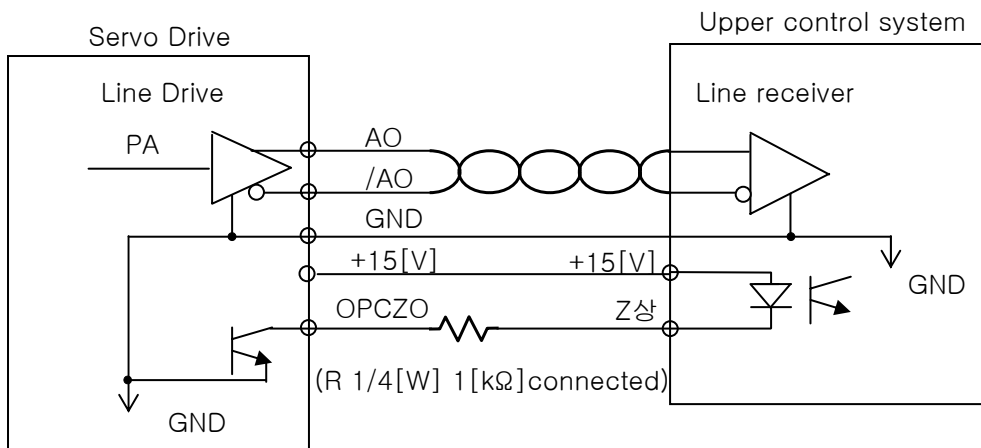 Upper control system
Servo Drive
Line Drive
Line receiver
PA
AO
/AO
GND
+15[V]
+15[V]
GND
OPCZO
Z상
(R 1/4[W] 1[kΩ]connected)
GND